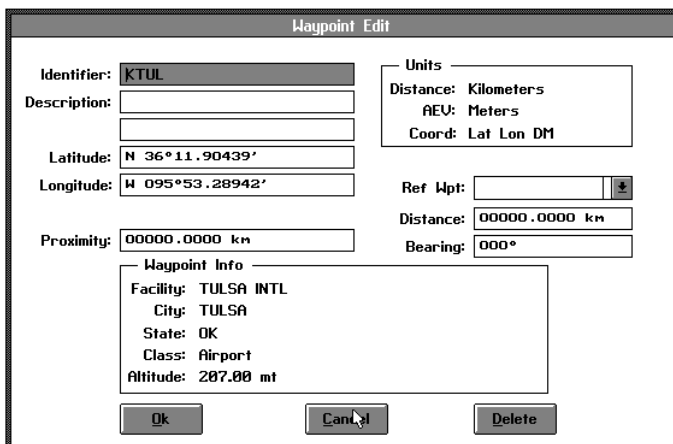 Waypoint Edit
Identifier: KTUL
Description:
Latitude: N 36°11.90439'
Longitude: W 095°53.28942'
Proximity: 00000.0000 km
Units
Distance: Kilometers
AEV: Meters
Coord: Lat Lon DM
Ref Wpt:
Distance: 00000.0000 km
Bearing: 000°
Waypoint Info
Facility: TULSA INTL
City: TULSA
State: OK
Class: Airport
Altitude: 207.00 mt
Ok
Cancel
Delete